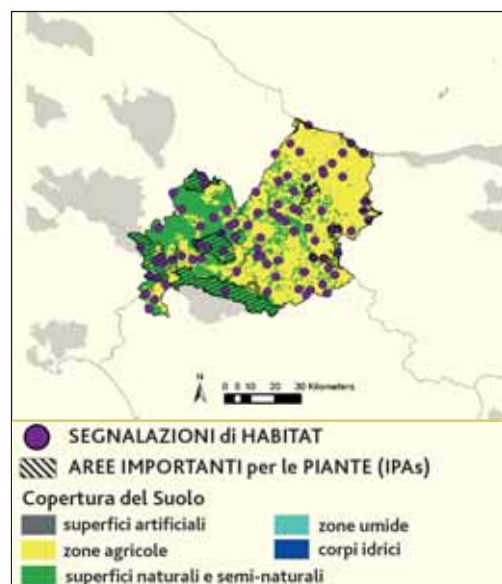 N
0 5 10 20 30 Kilometers
SEGNALAZIONI di HABITAT
AREE IMPORTANTI per le PIANTE (IPAs)
Copertura del Suolo
superfici artificiali
zone umide
zone agricole
corpi idrici
superfici naturali e semi-naturali